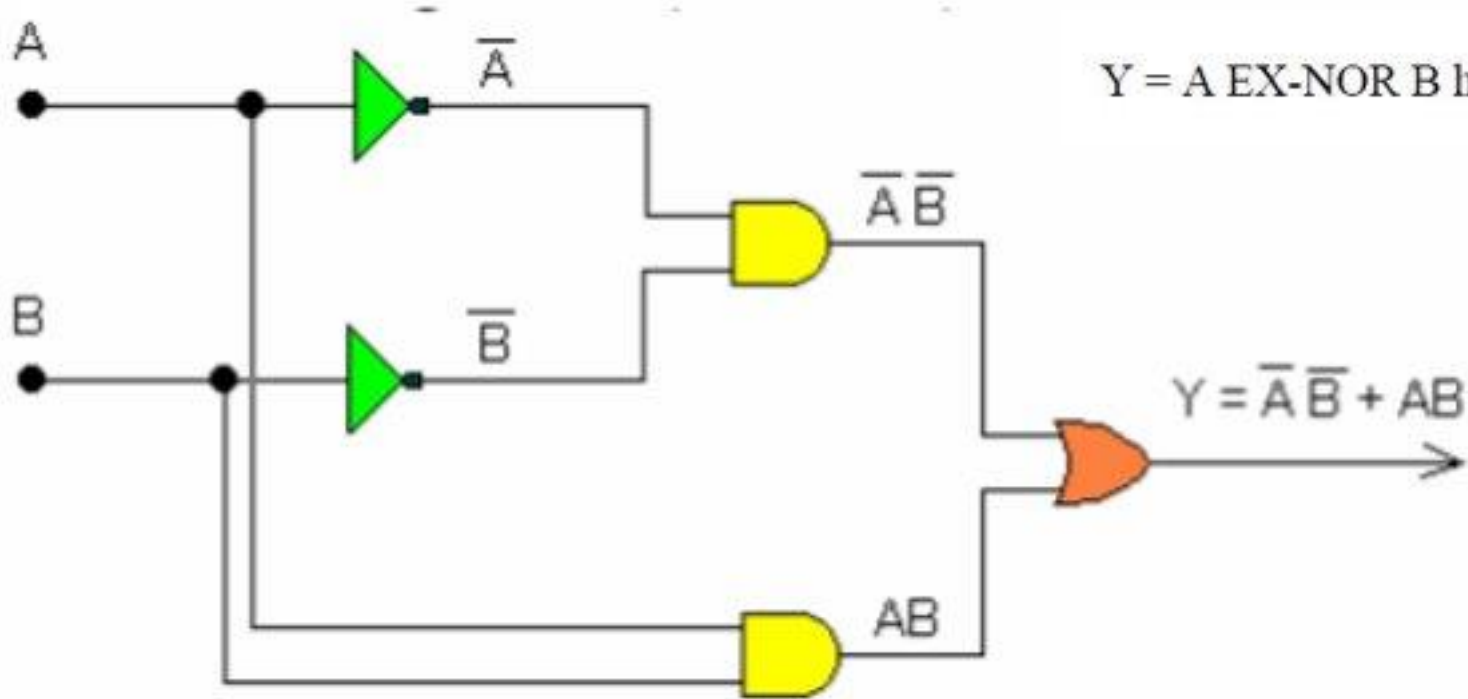 A
A̅
Y = A EX-NOR B h
A̅ B̅
B
B̅
Y = A̅ B̅ + AB
AB